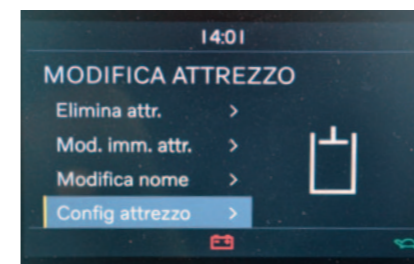 14:01
MODIFICA ATTREZZO
Elimina attr. >
Mod. imm. attr. >
Modifica nome >
Config attrezzo >